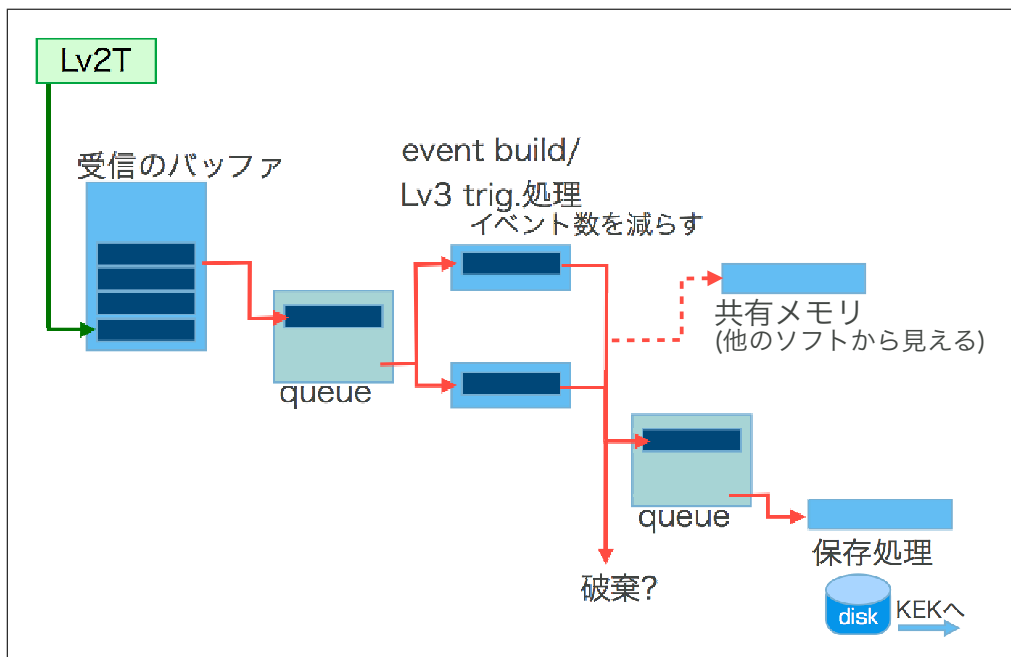 Lv2T
受信のバッファ
event build/
Lv3 trig.処理
イベント数を減らす
queue
共有メモリ
(他のソフトから見える)
queue
破棄?
保存処理
disk
KEKへ